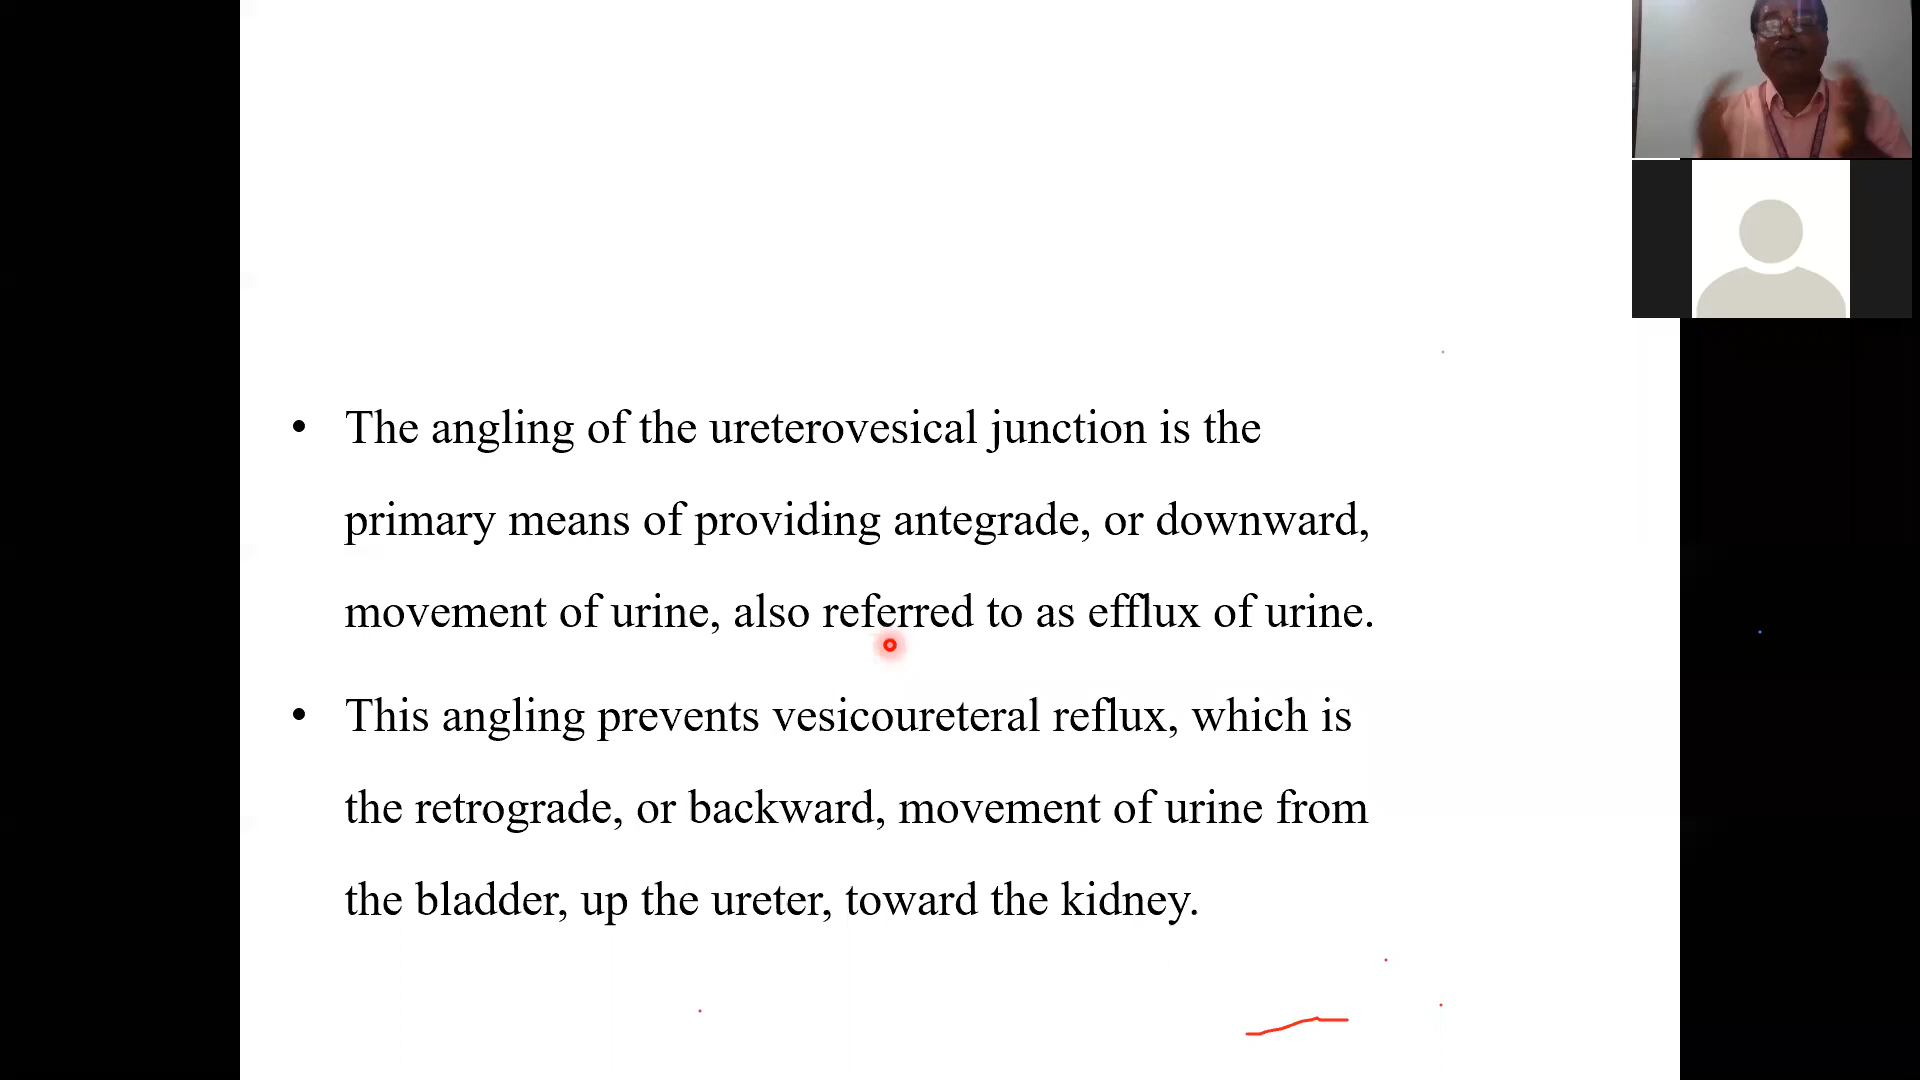 • The angling of the ureterovesical junction is the
primary means of providing antegrade, or downward,
movement of urine, also referred to as efflux of urine.
• This angling prevents vesicoureteral reflux, which is
the retrograde, or backward, movement of urine from
the bladder, up the ureter, toward the kidney.